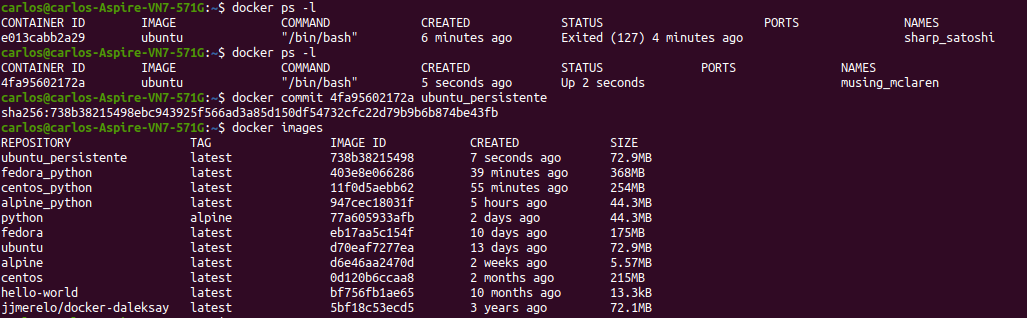 carlos@carlos-Aspire-VN7-571G:~$ docker ps -l
CONTAINER ID IMAGE COMMAND CREATED STATUS PORTS NAMES
e013cabb2a29 ubuntu "/bin/bash" 6 minutes ago Exited (127) 4 minutes ago sharp_satoshi
carlos@carlos-Aspire-VN7-571G:~$ docker ps -l
CONTAINER ID IMAGE COMMAND CREATED STATUS PORTS NAMES
4fa95602172a ubuntu "/bin/bash" 5 seconds ago Up 2 seconds musing_mclaren
carlos@carlos-Aspire-VN7-571G:~$ docker commit 4fa95602172a ubuntu_persistente
sha256:738b38215498ebc943925f566ad3a85d150df54732cfc22d79b9b6b874be43fb
carlos@carlos-Aspire-VN7-571G:~$ docker images
REPOSITORY TAG IMAGE ID CREATED SIZE
ubuntu_persistente latest 738b38215498 7 seconds ago 72.9MB
fedora_python latest 403e8e066286 39 minutes ago 368MB
centos_python latest 11f0d5aebb62 55 minutes ago 254MB
alpine_python latest 947cec18031f 5 hours ago 44.3MB
python alpine 77a605933afb 2 days ago 44.3MB
fedora latest eb17aa5c154f 10 days ago 175MB
ubuntu latest d70eaf7277ea 13 days ago 72.9MB
alpine latest d6e46aa2470d 2 weeks ago 5.57MB
centos latest 0d120b6ccaa8 2 months ago 215MB
hello-world latest bf756fb1ae65 10 months ago 13.3kB
jjmerelo/docker-daleksay latest 5bf18c53ecd5 3 years ago 72.1MB